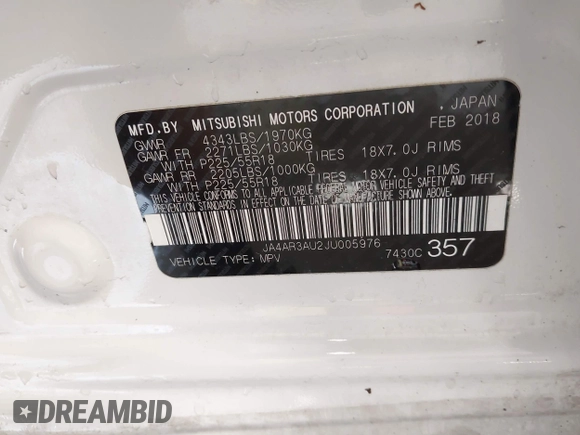 MFD.BY MITSUBISHI MOTORS CORPORATION , JAPAN
GVWR 4343LBS/1970KG FEB 2018
GAWR FR 2271LBS/1030KG
WITH P225/55R18 TIRES 18X7.0J RIMS
GAWR RR 2205LBS/1000KG
WITH P225/55R18 TIRES 18X7.0J RIMS
THIS VEHICLE CONFORMS TO ALL APPLICABLE FEDERAL MOTOR VEHICLE SAFETY AND THEFT
PREVENTION STANDARDS IN EFFECT ON THE DATE OF MANUFACTURE SHOWN ABOVE.
JA4AR3AU2JU005976
VEHICLE TYPE: MPV 7430C 357
DREAMBID